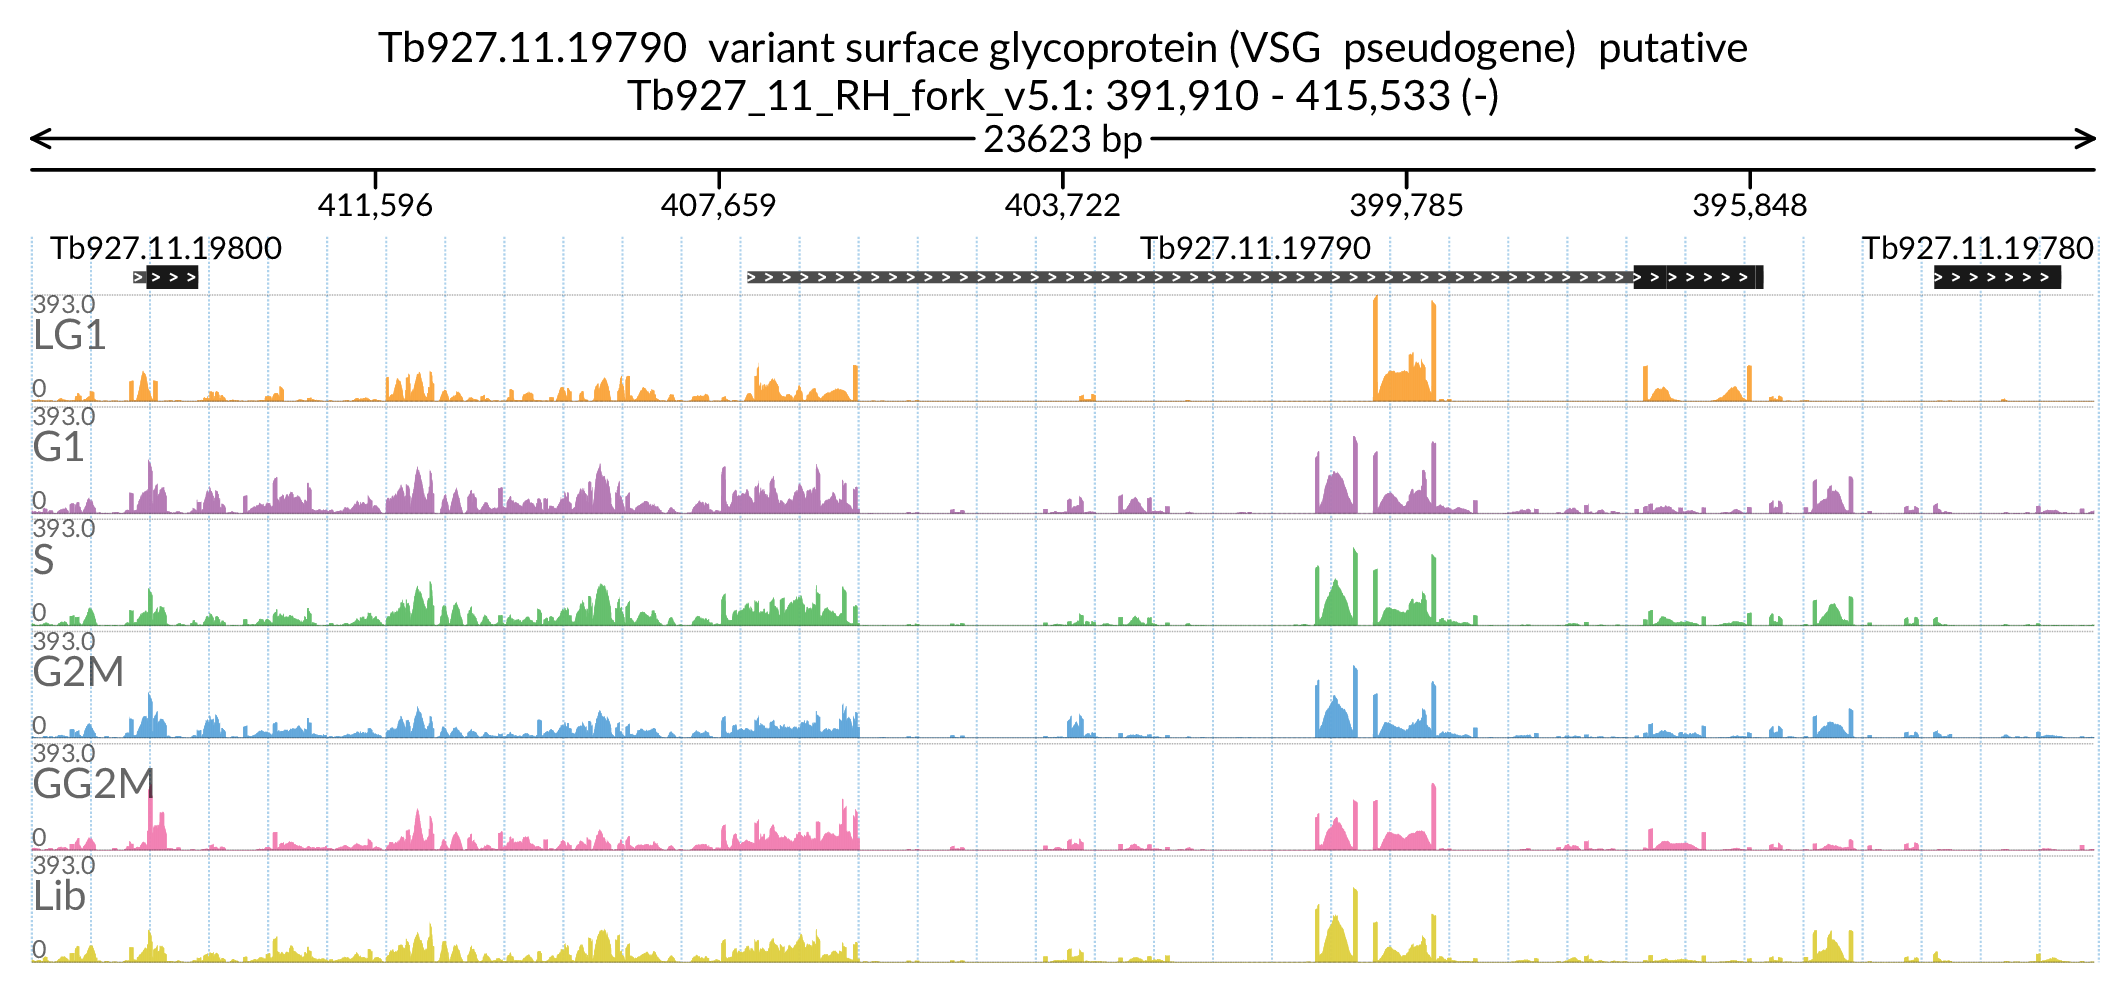 Tb927.11.19790 variant surface glycoprotein (VSG pseudogene) putative
Tb927_11_RH_fork_v5.1: 391,910 - 415,533 (-)
23623 bp
411,596 407,659 403,722 399,785 395,848
Tb927.11.19800 Tb927.11.19790 Tb927.11.19780
393.0
LG1
0
393.0
G1
0
393.0
S
0
393.0
G2M
0
393.0
GG2M
0
393.0
Lib
0